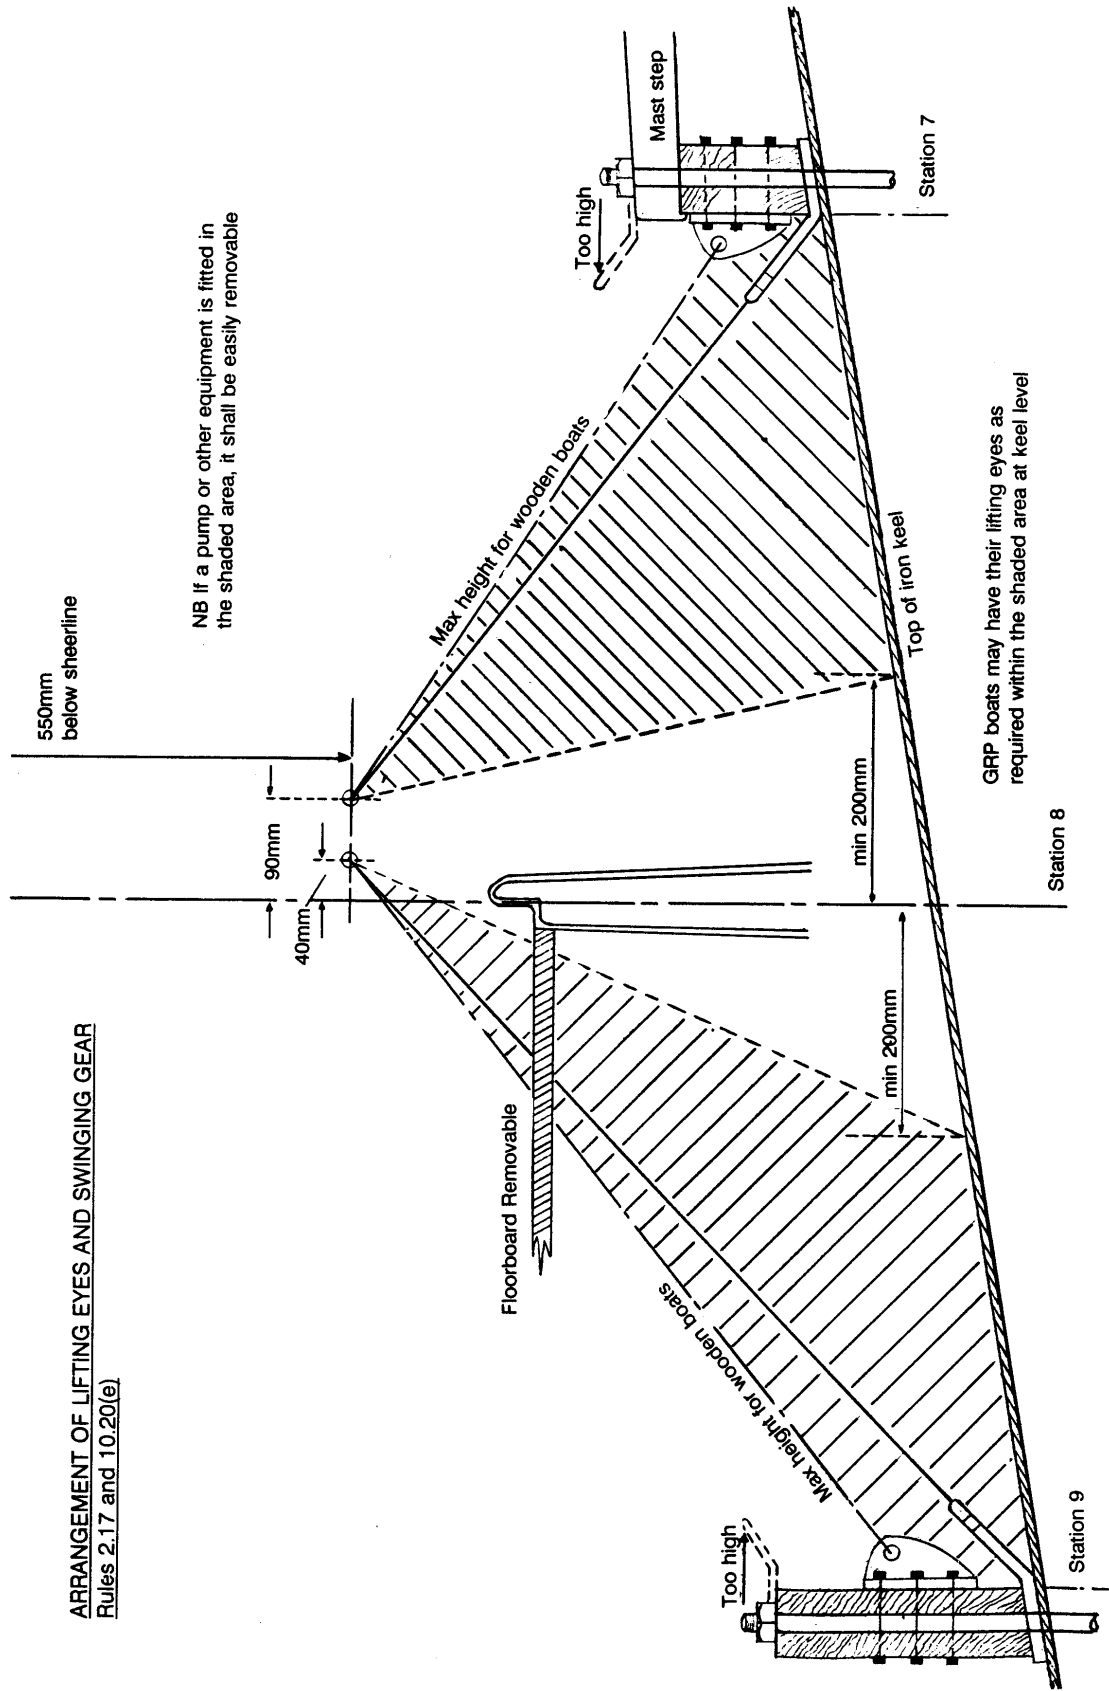 ARRANGEMENT OF LIFTING EYES AND SWINGING GEAR
Rules 2.17 and 10.20(e)
550mm
below sheerline
NB If a pump or other equipment is fitted in
the shaded area, it shall be easily removable
90mm
40mm
Too high
Mast step
Max height for wooden boats
Floorboard Removable
Max height for wooden boats
Too high
min 200mm
min 200mm
Top of iron keel
Station 7
GRP boats may have their lifting eyes as
required within the shaded area at keel level
Station 8
Station 9